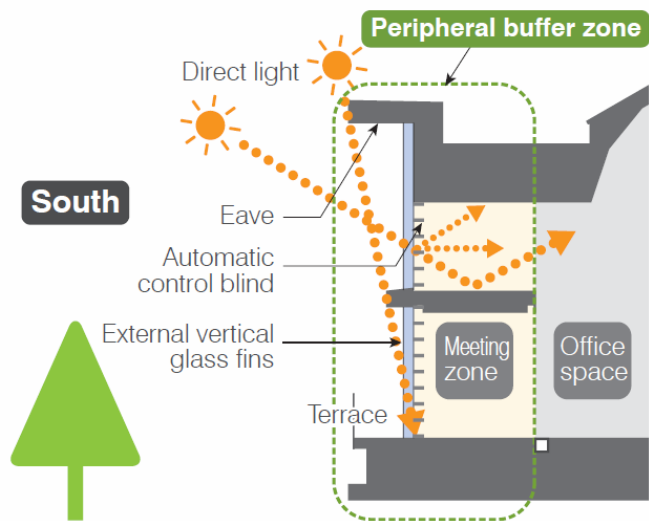 Peripheral buffer zone
Direct light
South
Eave
Automatic
control blind
External vertical
glass fins
Meeting
zone
Office
space
Terrace